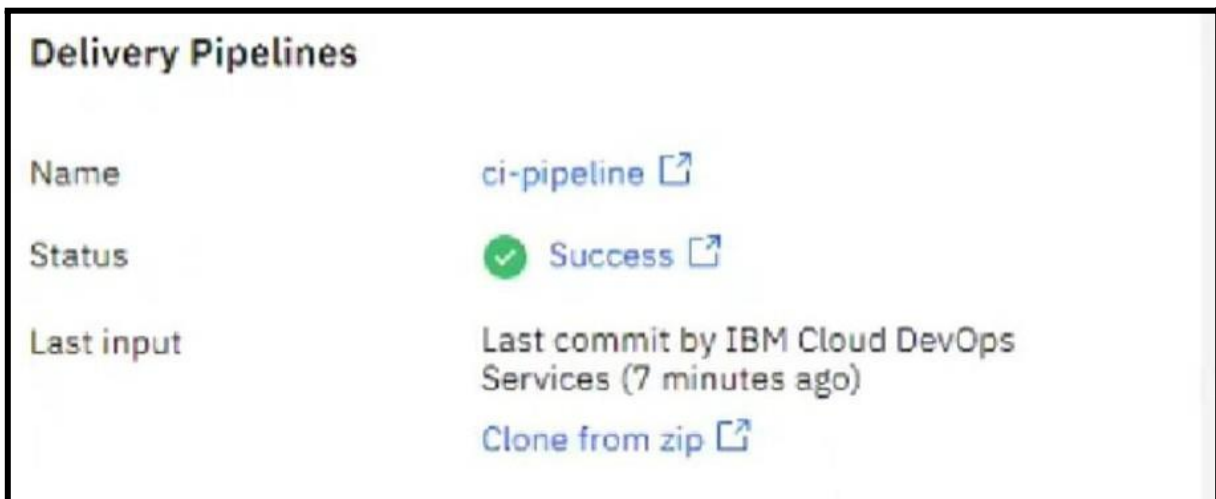 Delivery Pipelines
Name
ci-pipeline
Status
Success
Last input
Last commit by IBM Cloud DevOps
Services (7 minutes ago)
Clone from zip